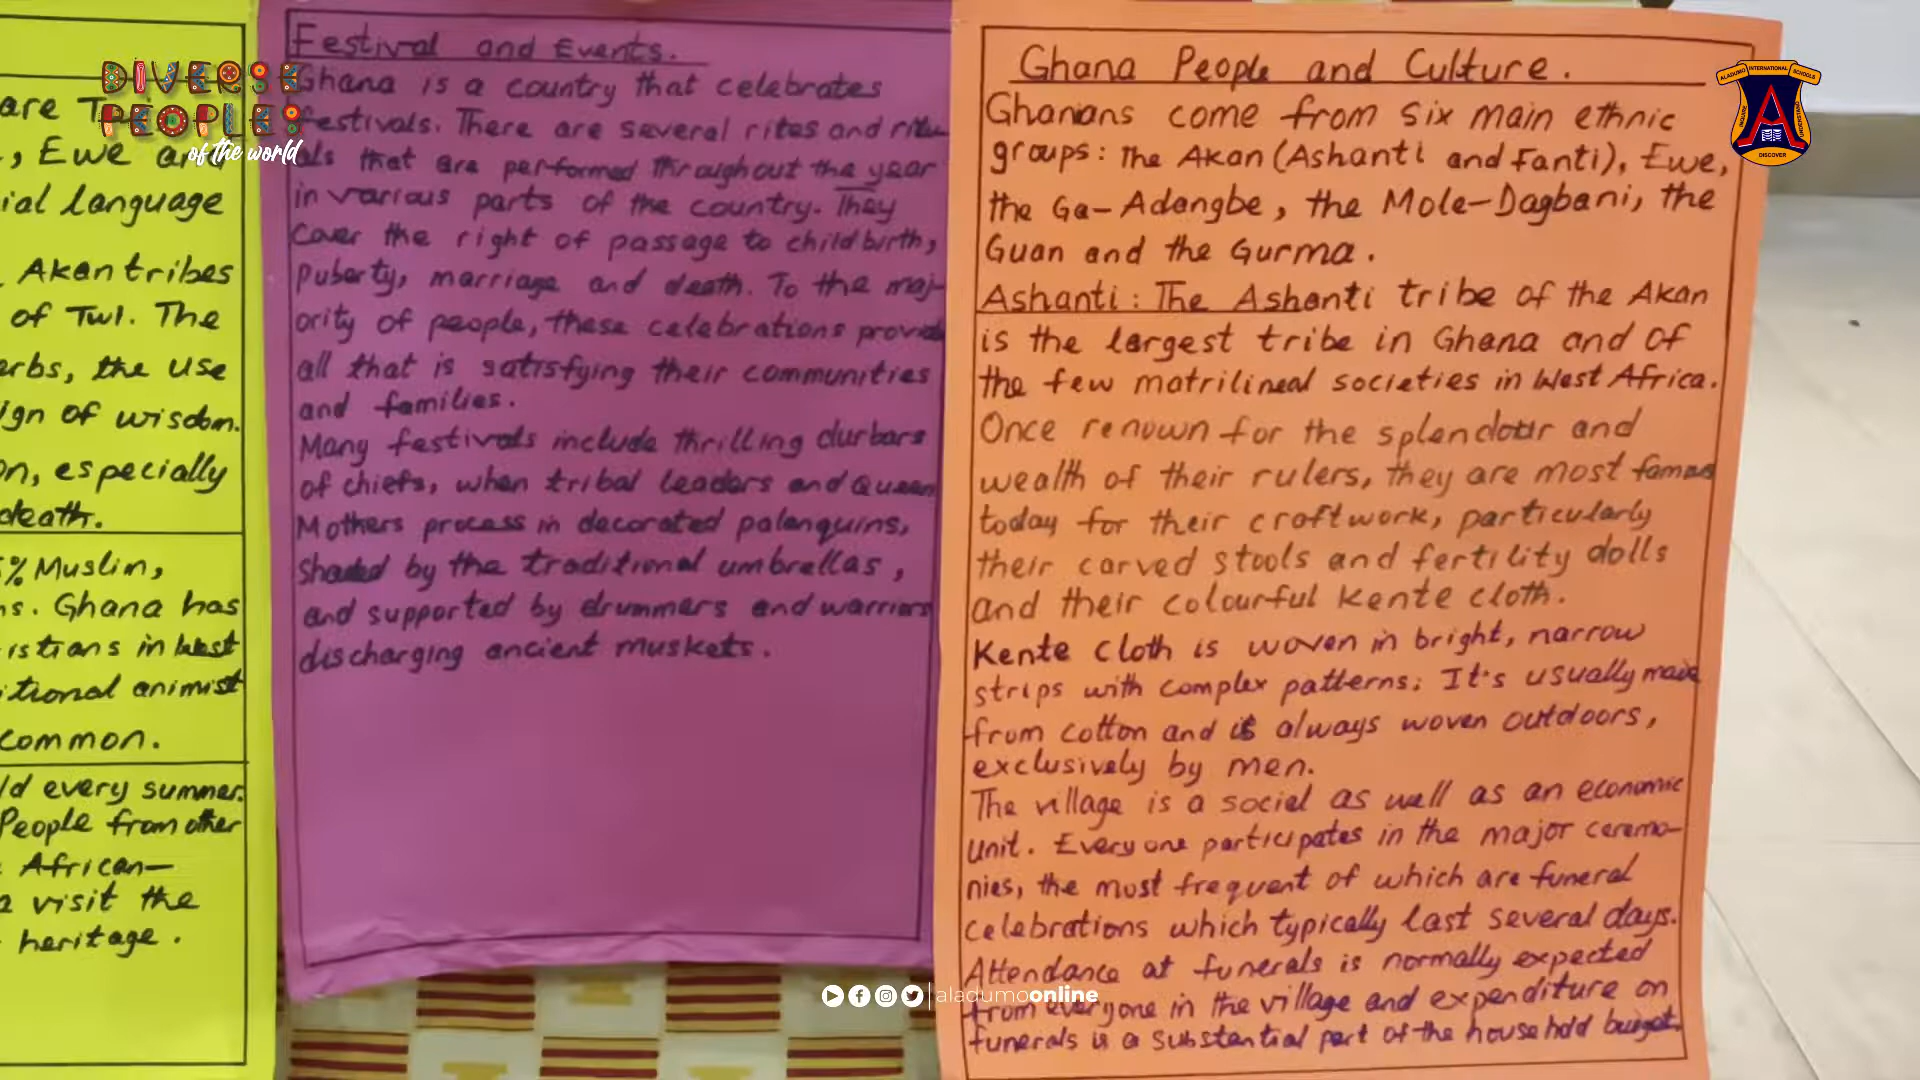 DIVERSE
PEOPLE
of the world
are
, Ewe
ial language
Akan tribes
of Twi. The
erbs, the use
ign of wisdom.
on, especially
death.
% Muslim,
ns. Ghana has
istians in West
itional animist
common.
ld every summer.
People from other
African-
visit the
heritage.
Festival and Events.
Ghana is a country that celebrates
festivals. There are several rites and ritu
als that are performed throughout the year
in various parts of the country. They
cover the right of passage to childbirth,
puberty, marriage and death. To the maj-
ority of people, these celebrations provide
all that is satisfying their communities
and families.
Many festivals include thrilling durbars
of chiefs, when tribal leaders and Queen
Mothers process in decorated palanquins,
shaded by the traditional umbrellas,
and supported by drummers and warriors
discharging ancient muskets.
Ghana People and Culture.
Ghanians come from six main ethnic
groups: The Akan (Ashanti and Fanti), Ewe,
the Ga-Adangbe, the Mole-Dagbani, the
Guan and the Gurma.
Ashanti: The Ashanti tribe of the Akan
is the largest tribe in Ghana and of
the few matrilineal societies in West Africa.
Once renown for the splendour and
wealth of their rulers, they are most famous
today for their craftwork, particularly
their carved stools and fertility dolls
and their colourful Kente cloth.
Kente cloth is woven in bright, narrow
strips with complex patterns; It's usually made
from cotton and is always woven outdoors,
exclusively by men.
The village is a social as well as an economic
unit. Everyone participates in the major ceremo-
nies, the most frequent of which are funeral
celebrations which typically last several days.
Attendance at funerals is normally expected
from everyone in the village and expenditure on
funerals is a substantial part of the household budget.
ALADUMO INTERNATIONAL SCHOOLS
INQUIRE
UNDERSTAND
A
DISCOVER
aladumoonline